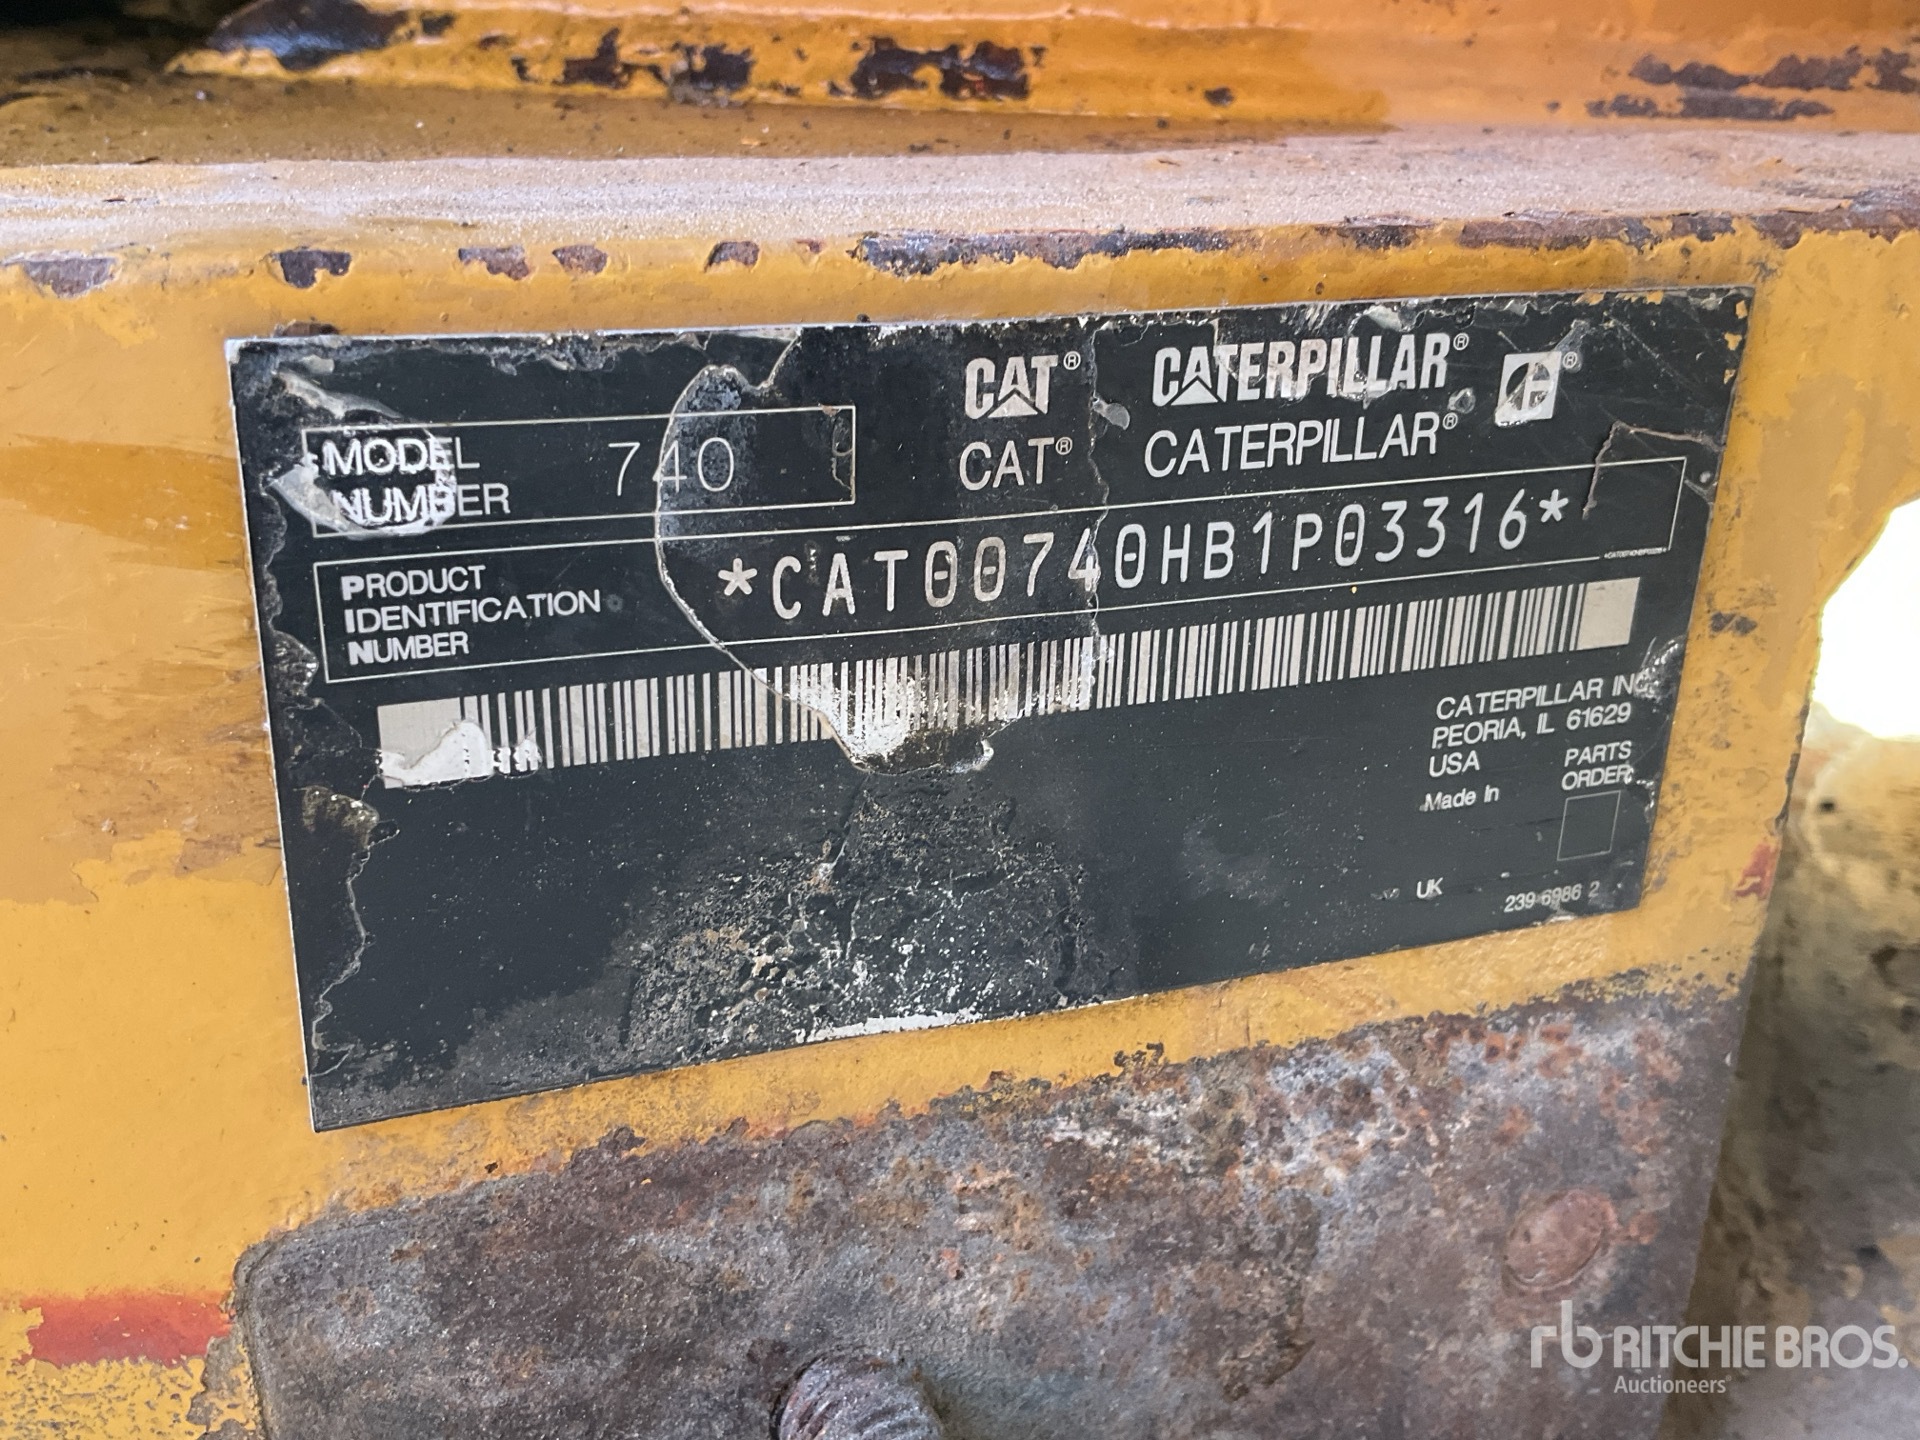 CAT® CATERPILLAR®
CAT® CATERPILLAR®
MODEL
NUMBER
740
PRODUCT
IDENTIFICATION
NUMBER
*CAT00740HB1P03316*
CATERPILLAR INC.
PEORIA, IL 61629
USA
PARTS
ORDER
Made In
UK
239 6986 2
rb RITCHIE BROS.
Auctioneers